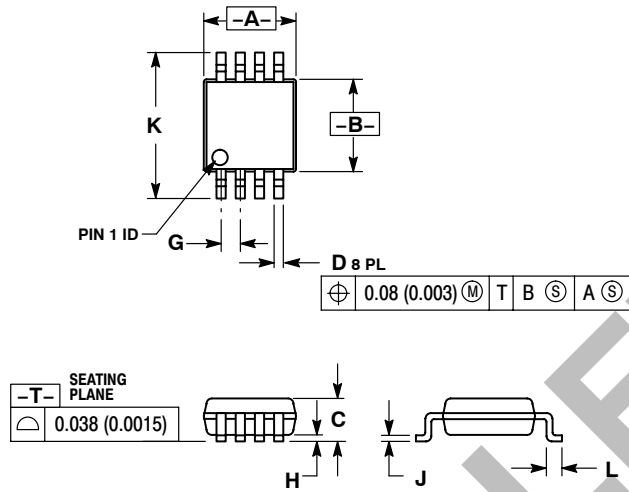 –A–
K
–B–
PIN 1 ID
G
D 8 PL
⌖ 0.08 (0.003) Ⓜ T B Ⓢ A Ⓢ
–T– SEATING PLANE
⌓ 0.038 (0.0015)
C
H
J
L